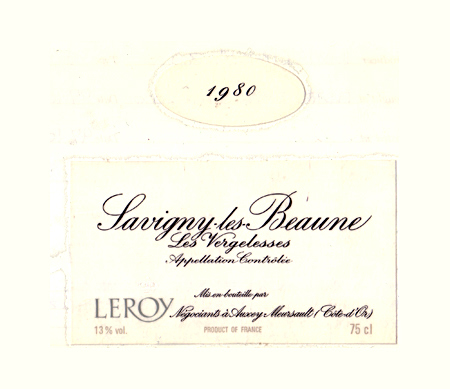 1980
Savigny-les-Beaune
Les Vergelesses
Appellation Contrôlée
Mis en bouteille par
LEROY Négociants à Auxey Meursault (Côte-d'Or)
13% vol. PRODUCT OF FRANCE 75 cl